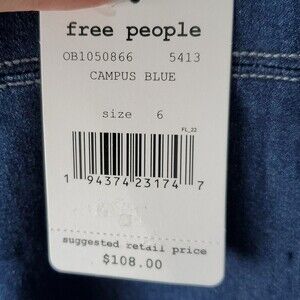 free people
OB1050866 5413
CAMPUS BLUE
size 6
FL_22
1 94374 23174 7
suggested retail price
$108.00